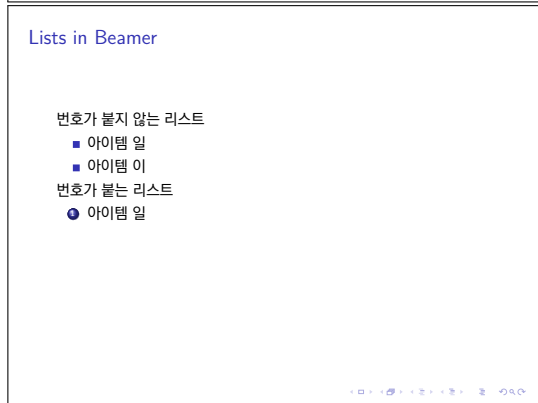 Lists in Beamer
번호가 붙지 않는 리스트
아이템 일
아이템 이
번호가 붙는 리스트
1 아이템 일